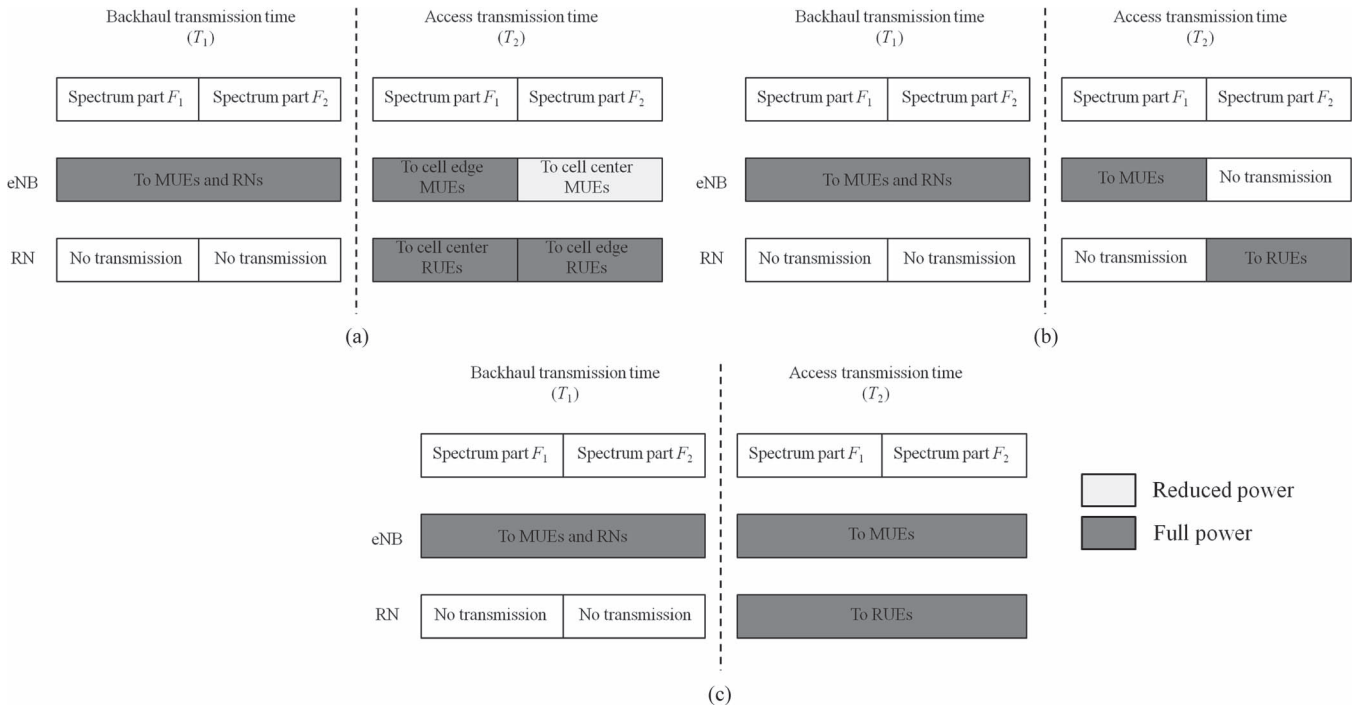 Backhaul transmission time
(T1)
Access transmission time
(T2)
Spectrum part F1
Spectrum part F2
Spectrum part F1
Spectrum part F2
eNB
To MUEs and RNs
To cell edge
MUEs
To cell center
MUEs
RN
No transmission
No transmission
To cell center
RUEs
To cell edge
RUEs
(a)
Backhaul transmission time
(T1)
Access transmission time
(T2)
Spectrum part F1
Spectrum part F2
Spectrum part F1
Spectrum part F2
eNB
To MUEs and RNs
To MUEs
No transmission
RN
No transmission
No transmission
No transmission
To RUEs
(b)
Backhaul transmission time
(T1)
Access transmission time
(T2)
Spectrum part F1
Spectrum part F2
Spectrum part F1
Spectrum part F2
eNB
To MUEs and RNs
To MUEs
RN
No transmission
No transmission
To RUEs
Reduced power
Full power
(c)